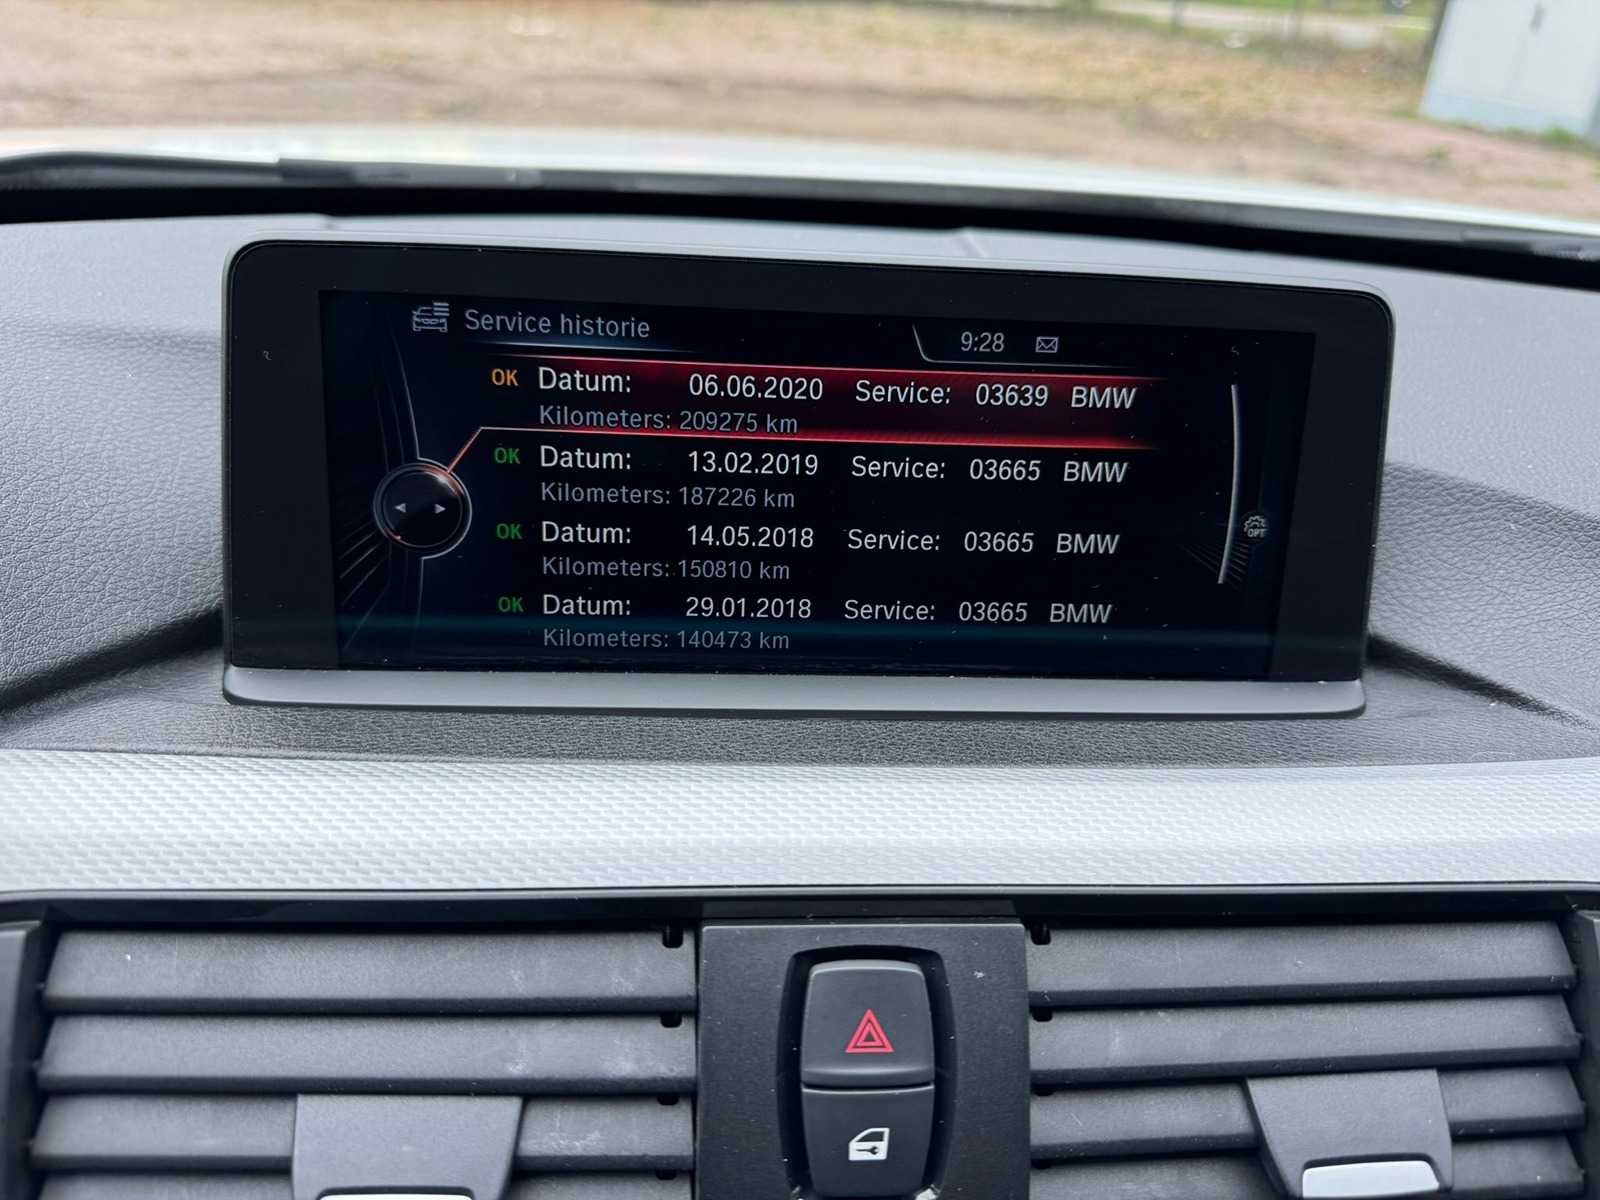 Service historie
9:28
OK Datum: 06.06.2020 Service: 03639 BMW
Kilometers: 209275 km
OK Datum: 13.02.2019 Service: 03665 BMW
Kilometers: 187226 km
OK Datum: 14.05.2018 Service: 03665 BMW
Kilometers: 150810 km
OPT
OK Datum: 29.01.2018 Service: 03665 BMW
Kilometers: 140473 km